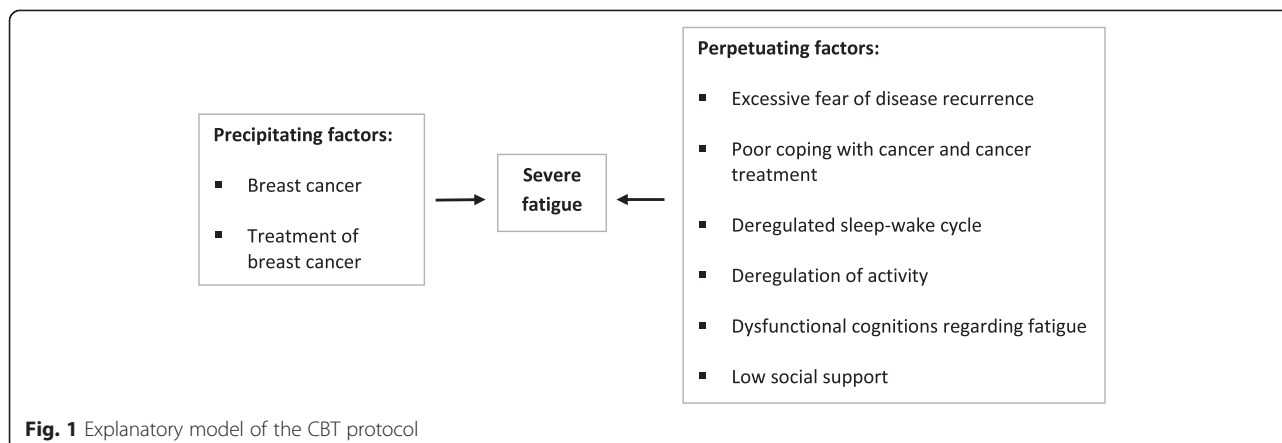 Precipitating factors:
▪ Breast cancer
▪ Treatment of
breast cancer
Severe
fatigue
Perpetuating factors:
▪ Excessive fear of disease recurrence
▪ Poor coping with cancer and cancer
treatment
▪ Deregulated sleep-wake cycle
▪ Deregulation of activity
▪ Dysfunctional cognitions regarding fatigue
▪ Low social support
Fig. 1 Explanatory model of the CBT protocol